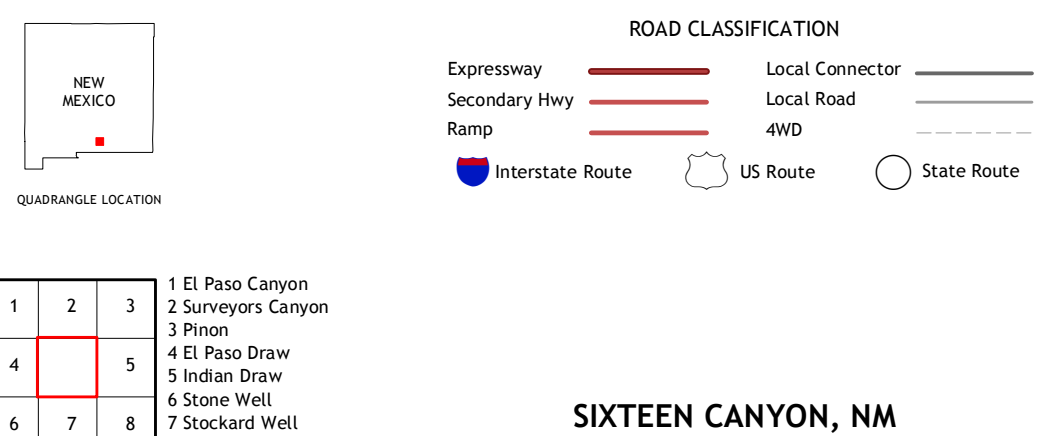 NEW
MEXICO
QUADRANGLE LOCATION
ROAD CLASSIFICATION
Expressway
Local Connector
Secondary Hwy
Local Road
Ramp
4WD
Interstate Route
US Route
State Route
1 2 3
4 5
6 7 8
1 El Paso Canyon
2 Surveyors Canyon
3 Pinon
4 El Paso Draw
5 Indian Draw
6 Stone Well
7 Stockard Well
SIXTEEN CANYON, NM